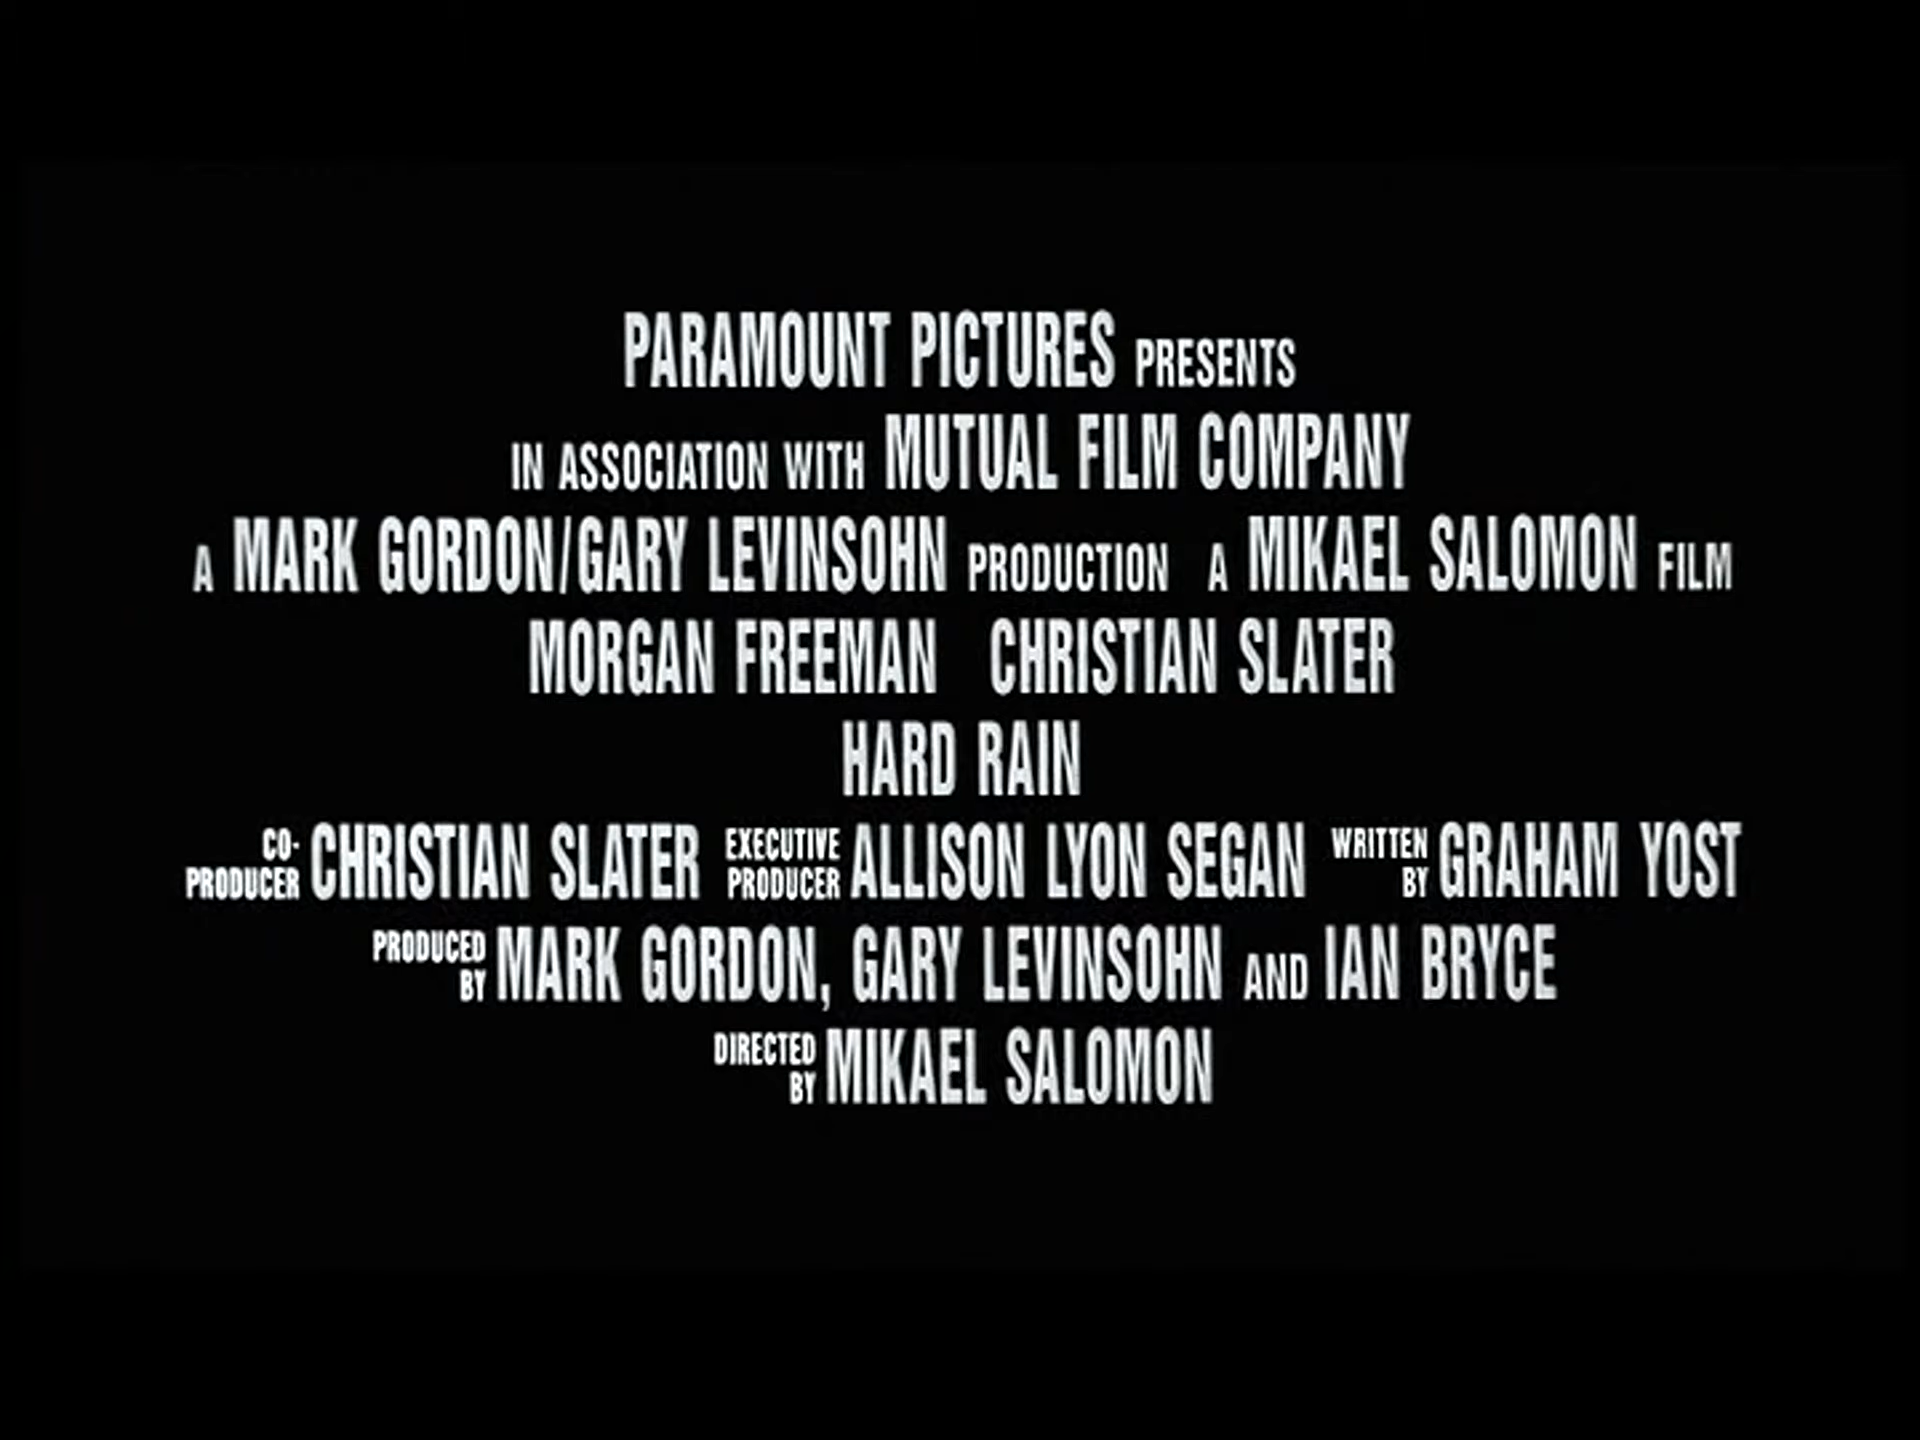 PARAMOUNT PICTURES PRESENTS
IN ASSOCIATION WITH MUTUAL FILM COMPANY
A MARK GORDON/GARY LEVINSOHN PRODUCTION A MIKAEL SALOMON FILM
MORGAN FREEMAN CHRISTIAN SLATER
HARD RAIN
CO-PRODUCER CHRISTIAN SLATER EXECUTIVE PRODUCER ALLISON LYON SEGAN WRITTEN BY GRAHAM YOST
PRODUCED BY MARK GORDON, GARY LEVINSOHN AND IAN BRYCE
DIRECTED BY MIKAEL SALOMON